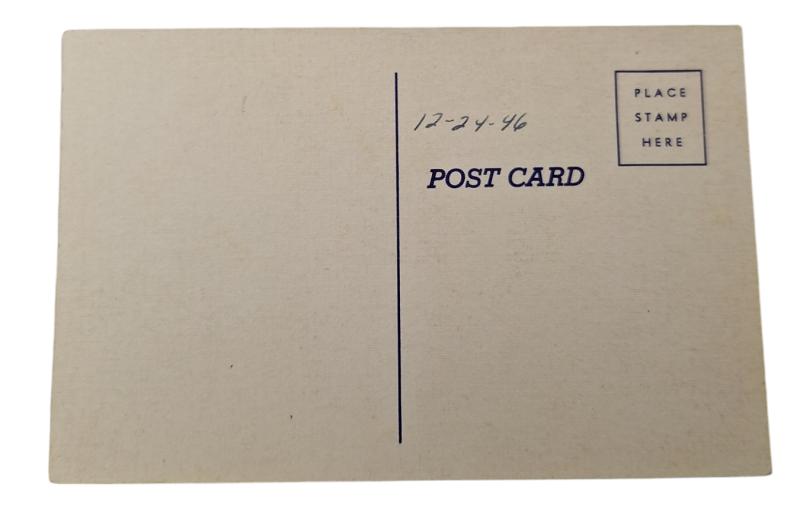 PLACE
STAMP
HERE
12-24-46
POST CARD